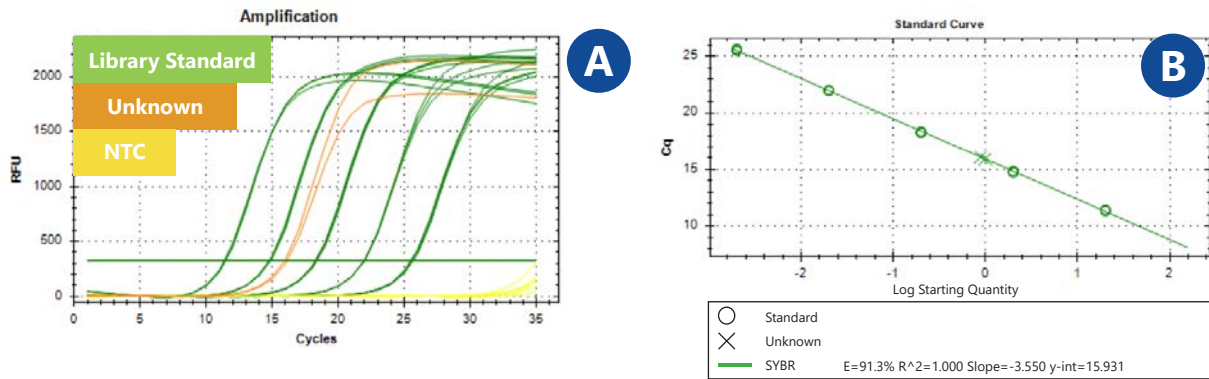 Amplification
Library Standard
Unknown
NTC
A
RFU
2000
1500
1000
500
0
0 5 10 15 20 25 30 35
Cycles
Standard Curve
B
Cq
25
20
15
10
-2 -1 0 1 2
Log Starting Quantity
Standard
Unknown
SYBR E=91.3% R^2=1.000 Slope=-3.550 y-int=15.931